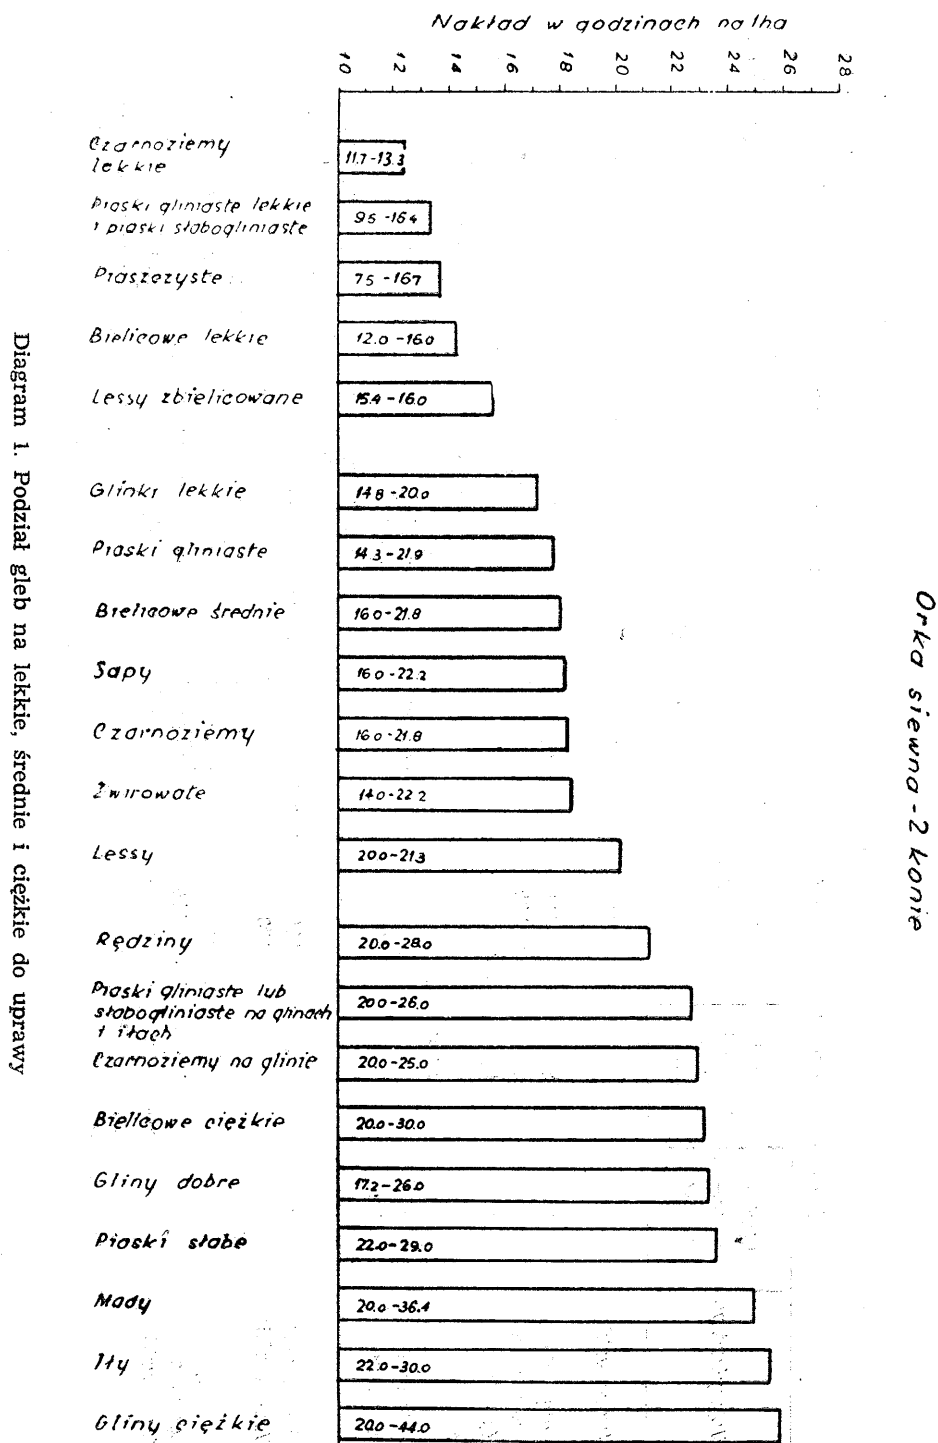 Nakład w godzinach na 1ha
10 12 14 16 18 20 22 24 26 28
Orka siewna - 2 konie
Czarnoziemy
lekkie
11.7-13.3
Piaski gliniaste lekkie
i piaski słabogliniaste
9.5-16.4
Piaszczyste
7.5-16.7
Bielicowe lekkie
12.0-16.0
Lessy zbielicowane
15.4-16.0
Glinki lekkie
14.8-20.0
Piaski gliniaste
14.3-21.9
Bielicowe średnie
16.0-21.8
Sapy
16.0-22.2
Czarnoziemy
16.0-21.8
Żwirowate
14.0-22.2
Lessy
20.0-21.3
Rędziny
20.0-28.0
Piaski gliniaste lub
słabogliniaste na glinach
i iłach
20.0-26.0
Czarnoziemy na glinie
20.0-25.0
Bielicowe ciężkie
20.0-30.0
Gliny dobre
17.2-26.0
Piaski słabe
22.0-29.0
Mady
20.0-36.4
Iły
22.0-30.0
Gliny ciężkie
20.0-44.0
Diagram 1. Podział gleb na lekkie, średnie i ciężkie do uprawy